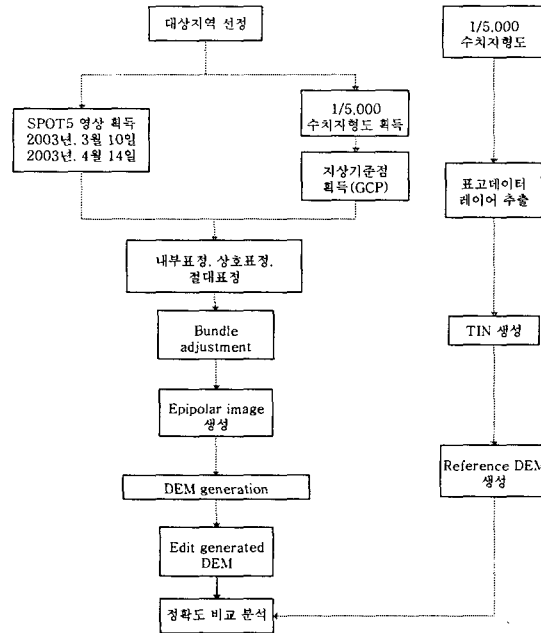 대상지역 선정
1/5,000
수치지형도
SPOT5 영상 획득
2003년. 3월 10일
2003년. 4월 14일
1/5,000
수치지형도 획득
지상기준점
획득(GCP)
표고데이터
레이어 추출
내부표정. 상호표정.
절대표정
Bundle
adjustment
TIN 생성
Epipolar image
생성
Reference DEM
생성
DEM generation
Edit generated
DEM
정확도 비교 분석